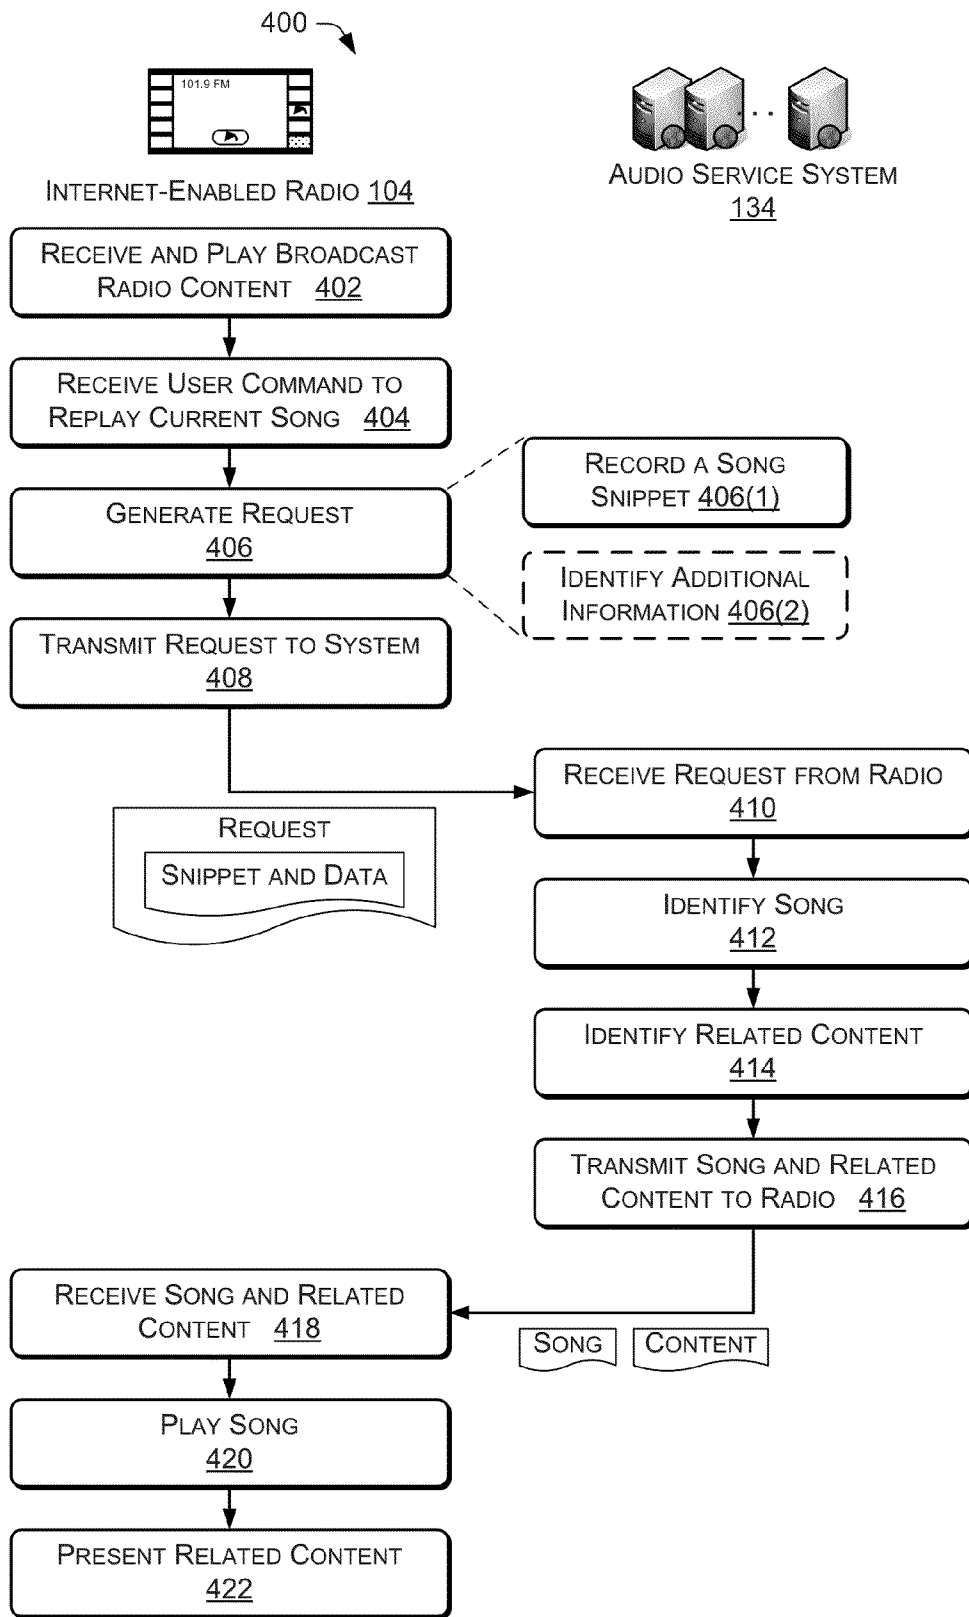 400
101.9 FM
INTERNET-ENABLED RADIO 104
AUDIO SERVICE SYSTEM
134
RECEIVE AND PLAY BROADCAST
RADIO CONTENT 402
RECEIVE USER COMMAND TO
REPLAY CURRENT SONG 404
GENERATE REQUEST
406
RECORD A SONG
SNIPPET 406(1)
IDENTIFY ADDITIONAL
INFORMATION 406(2)
TRANSMIT REQUEST TO SYSTEM
408
RECEIVE REQUEST FROM RADIO
410
REQUEST
SNIPPET AND DATA
IDENTIFY SONG
412
IDENTIFY RELATED CONTENT
414
TRANSMIT SONG AND RELATED
CONTENT TO RADIO 416
RECEIVE SONG AND RELATED
CONTENT 418
SONG
CONTENT
PLAY SONG
420
PRESENT RELATED CONTENT
422